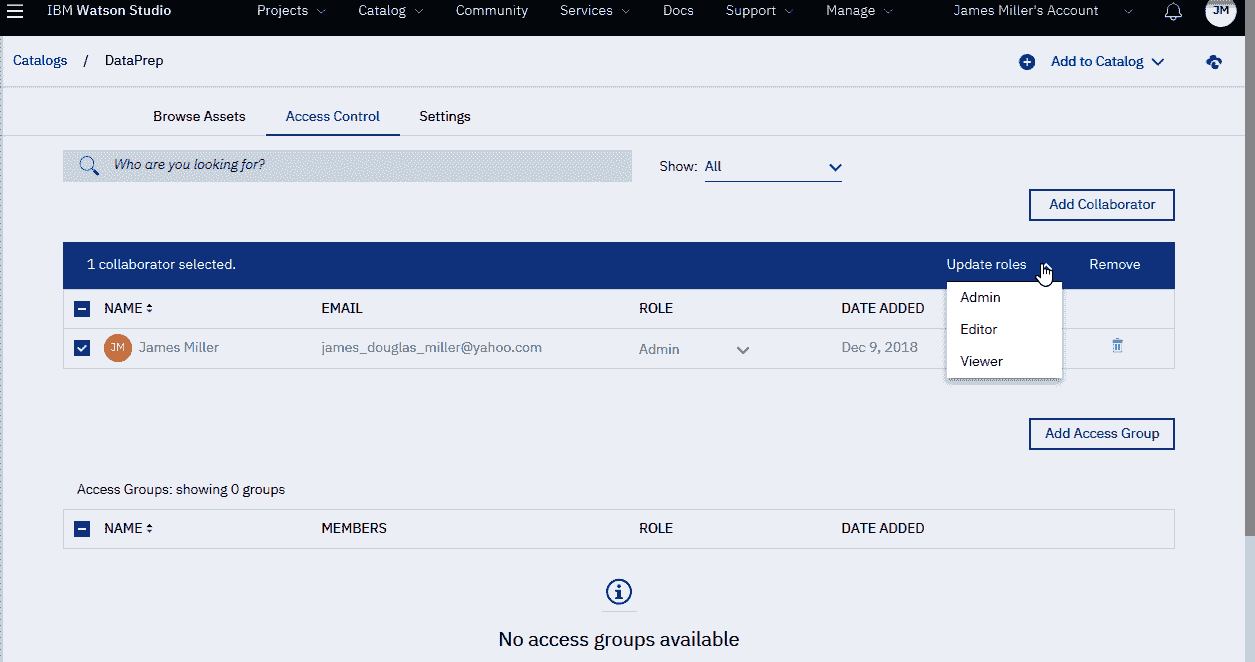 IBM Watson Studio Projects Catalog Community Services Docs Support Manage James Miller's Account JM
Catalogs / DataPrep Add to Catalog
Browse Assets Access Control Settings
Who are you looking for? Show: All
Add Collaborator
1 collaborator selected. Update roles Remove
NAME EMAIL ROLE DATE ADDED
Admin
Editor
Viewer
JM James Miller james_douglas_miller@yahoo.com Admin Dec 9, 2018
Add Access Group
Access Groups: showing 0 groups
NAME MEMBERS ROLE DATE ADDED
No access groups available